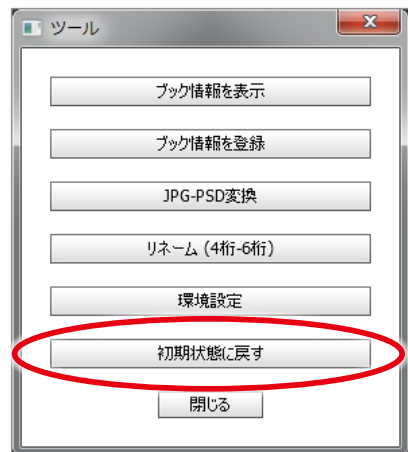 ツール
ブック情報を表示
ブック情報を登録
JPG-PSD変換
リネーム (4桁-6桁)
環境設定
初期状態に戻す
閉じる